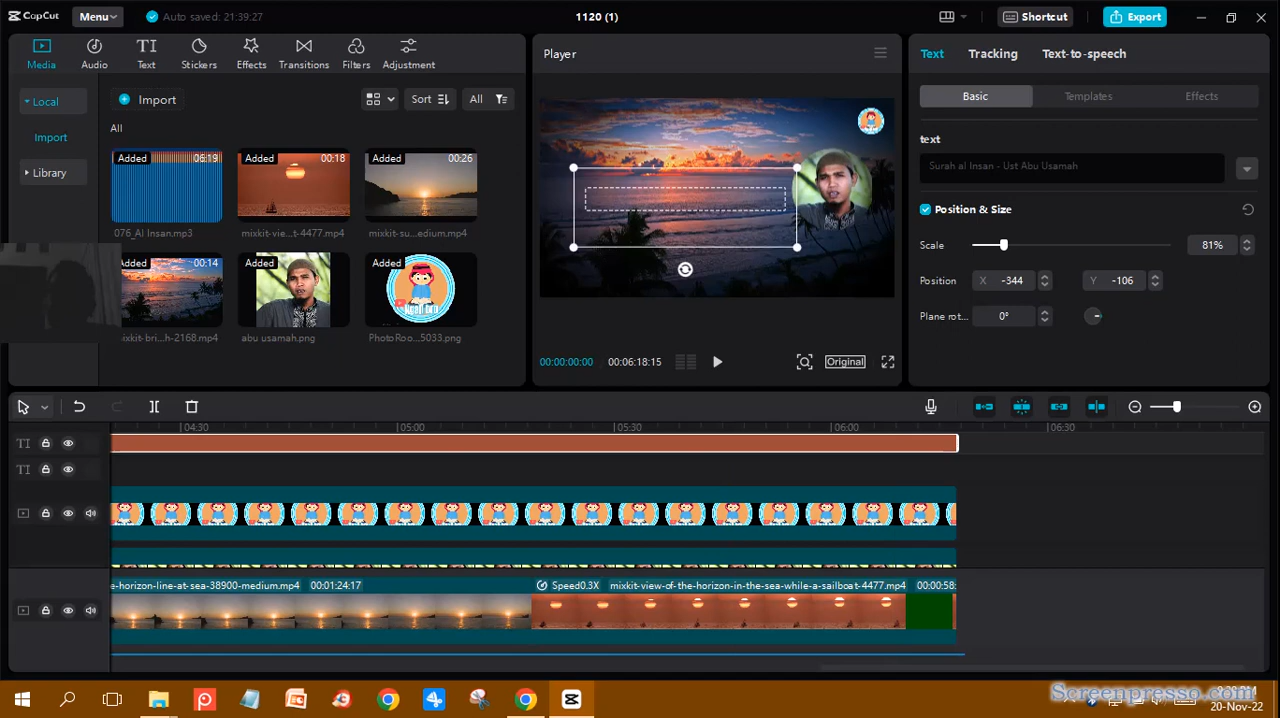 CapCut
Menu
Auto saved: 21:39:27
1120 (1)
Shortcut
Export
Media
Audio
Text
Stickers
Effects
Transitions
Filters
Adjustment
Local
Import
Library
Import
Sort
All
All
Added 06:19
Added 00:18
Added 00:26
076_Al Insan.mp3
mixkit-vie...t-4477.mp4
mixkit-su...edium.mp4
Added 00:14
Added
Added
ixkit-bri...h-2168.mp4
abu usamah.png
PhotoRoo...5033.png
Player
00:00:00:00
00:06:18:15
Original
Text
Tracking
Text-to-speech
Basic
Templates
Effects
text
Surah al Insan - Ust Abu Usamah
Position & Size
Scale
81%
Position
X -344
Y -106
Plane rot...
0°
04:30
05:00
05:30
06:00
06:30
e-horizon-line-at-sea-38900-medium.mp4 00:01:24:17
Speed0.3X mixkit-view-of-the-horizon-in-the-sea-while-a-sailboat-4477.mp4 00:00:58:
Screenpresso.com
20-Nov-22